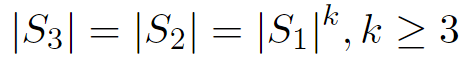 |S₃| = |S₂| = |S₁|ᵏ, k ≥ 3